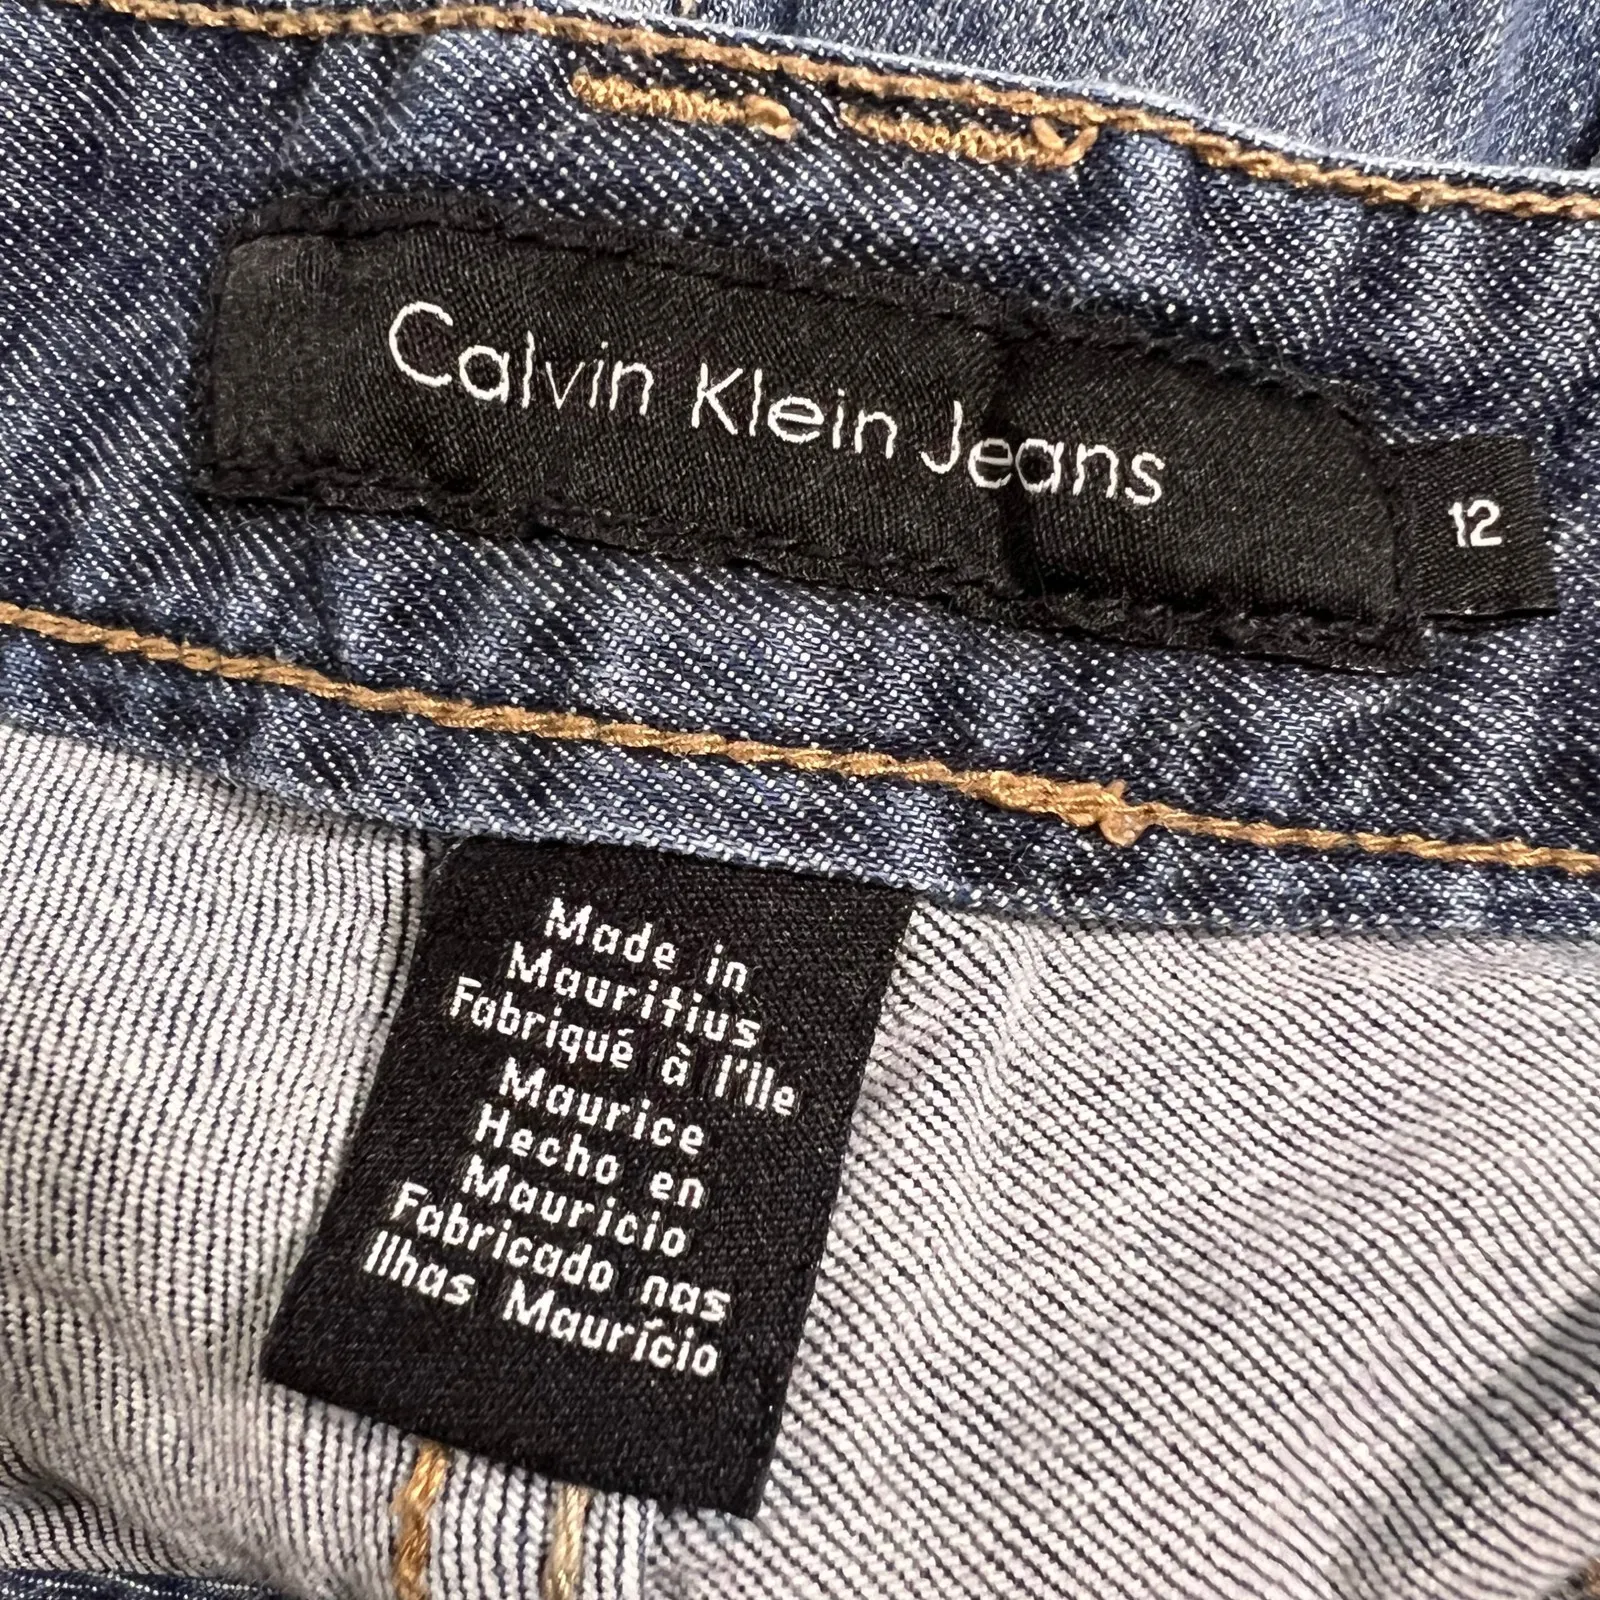 Calvin Klein Jeans
12
Made in
Mauritius
Fabriqué à l'Ile
Maurice
Hecho en
Mauricio
Fabricado nas
Ilhas Maurício